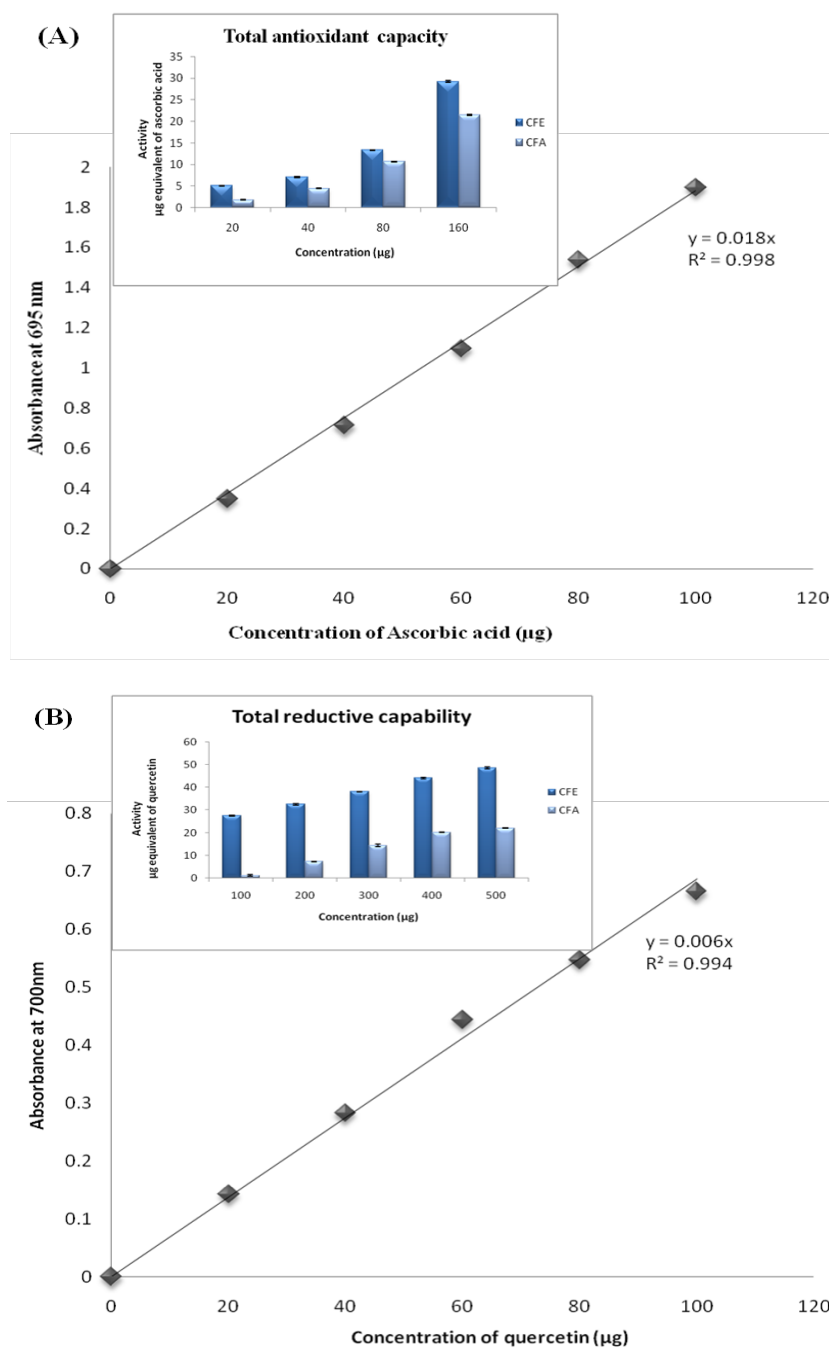 (A)
Total antioxidant capacity
35
30
25
20
15
10
5
0
Activity
µg equivalent of ascorbic acid
20 40 80 160
Concentration (µg)
CFE
CFA
2
1.8
1.6
1.4
1.2
1
0.8
0.6
0.4
0.2
0
Absorbance at 695 nm
y = 0.018x
R² = 0.998
0 20 40 60 80 100 120
Concentration of Ascorbic acid (µg)
(B)
Total reductive capability
60
50
40
30
20
10
0
Activity
µg equivalent of quercetin
100 200 300 400 500
Concentration (µg)
CFE
CFA
0.8
0.7
0.6
0.5
0.4
0.3
0.2
0.1
0
Absorbance at 700nm
y = 0.006x
R² = 0.994
0 20 40 60 80 100 120
Concentration of quercetin (µg)